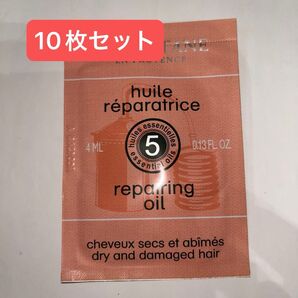 10枚セット
TANE
EN PROVENCE
huile
réparatrice
huiles essentielles
5
essential oils
4 ML
0.13 FL OZ
repairing
oil
cheveux secs et abîmés
dry and damaged hair